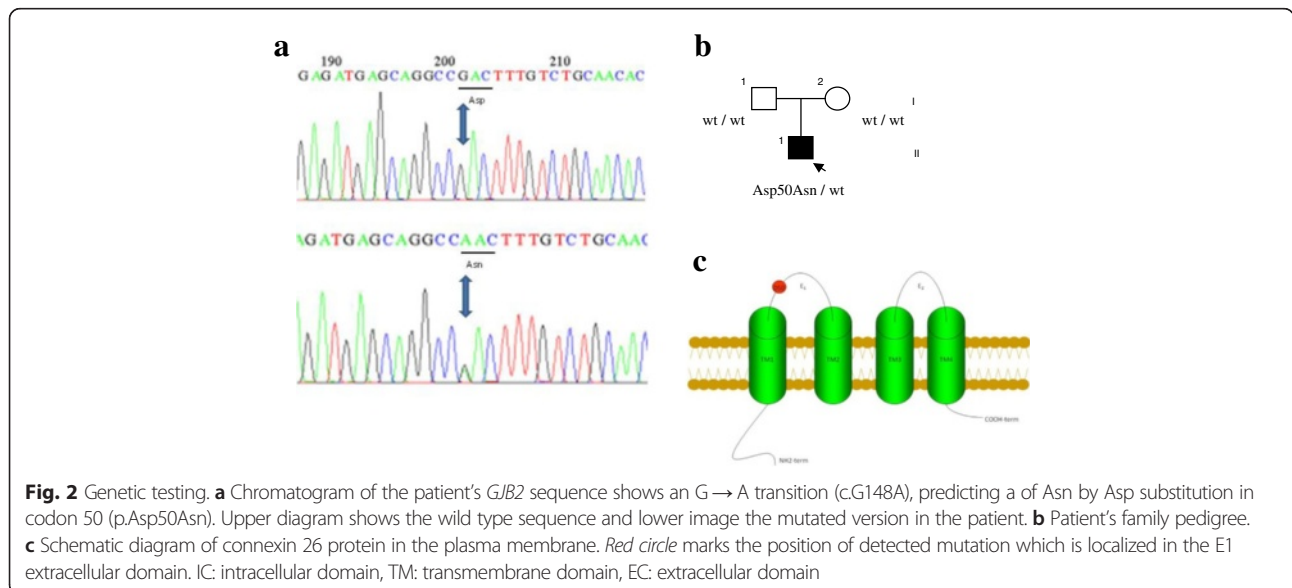 a
190 200 210
GAGATGAGCAGGCCGACTTTGTCTGCAACAC
Asp
AGATGAGCAGGCCAACTTTGTCTGCAAC
Asn
b
1 2
I
wt / wt wt / wt
1
II
Asp50Asn / wt
c
E1 E2
TM1 TM2 TM3 TM4
COOH-term
NH2-term
Fig. 2 Genetic testing. a Chromatogram of the patient's GJB2 sequence shows an G → A transition (c.G148A), predicting a of Asn by Asp substitution in
codon 50 (p.Asp50Asn). Upper diagram shows the wild type sequence and lower image the mutated version in the patient. b Patient's family pedigree.
c Schematic diagram of connexin 26 protein in the plasma membrane. Red circle marks the position of detected mutation which is localized in the E1
extracellular domain. IC: intracellular domain, TM: transmembrane domain, EC: extracellular domain